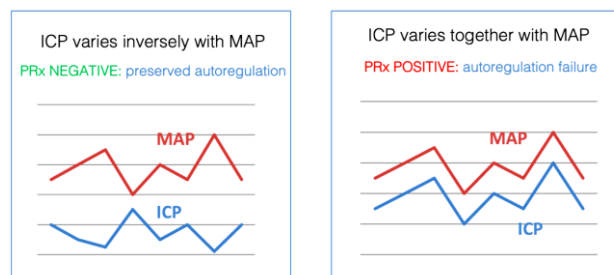 ICP varies inversely with MAP
PRx NEGATIVE: preserved autoregulation
MAP
ICP
ICP varies together with MAP
PRx POSITIVE: autoregulation failure
MAP
ICP